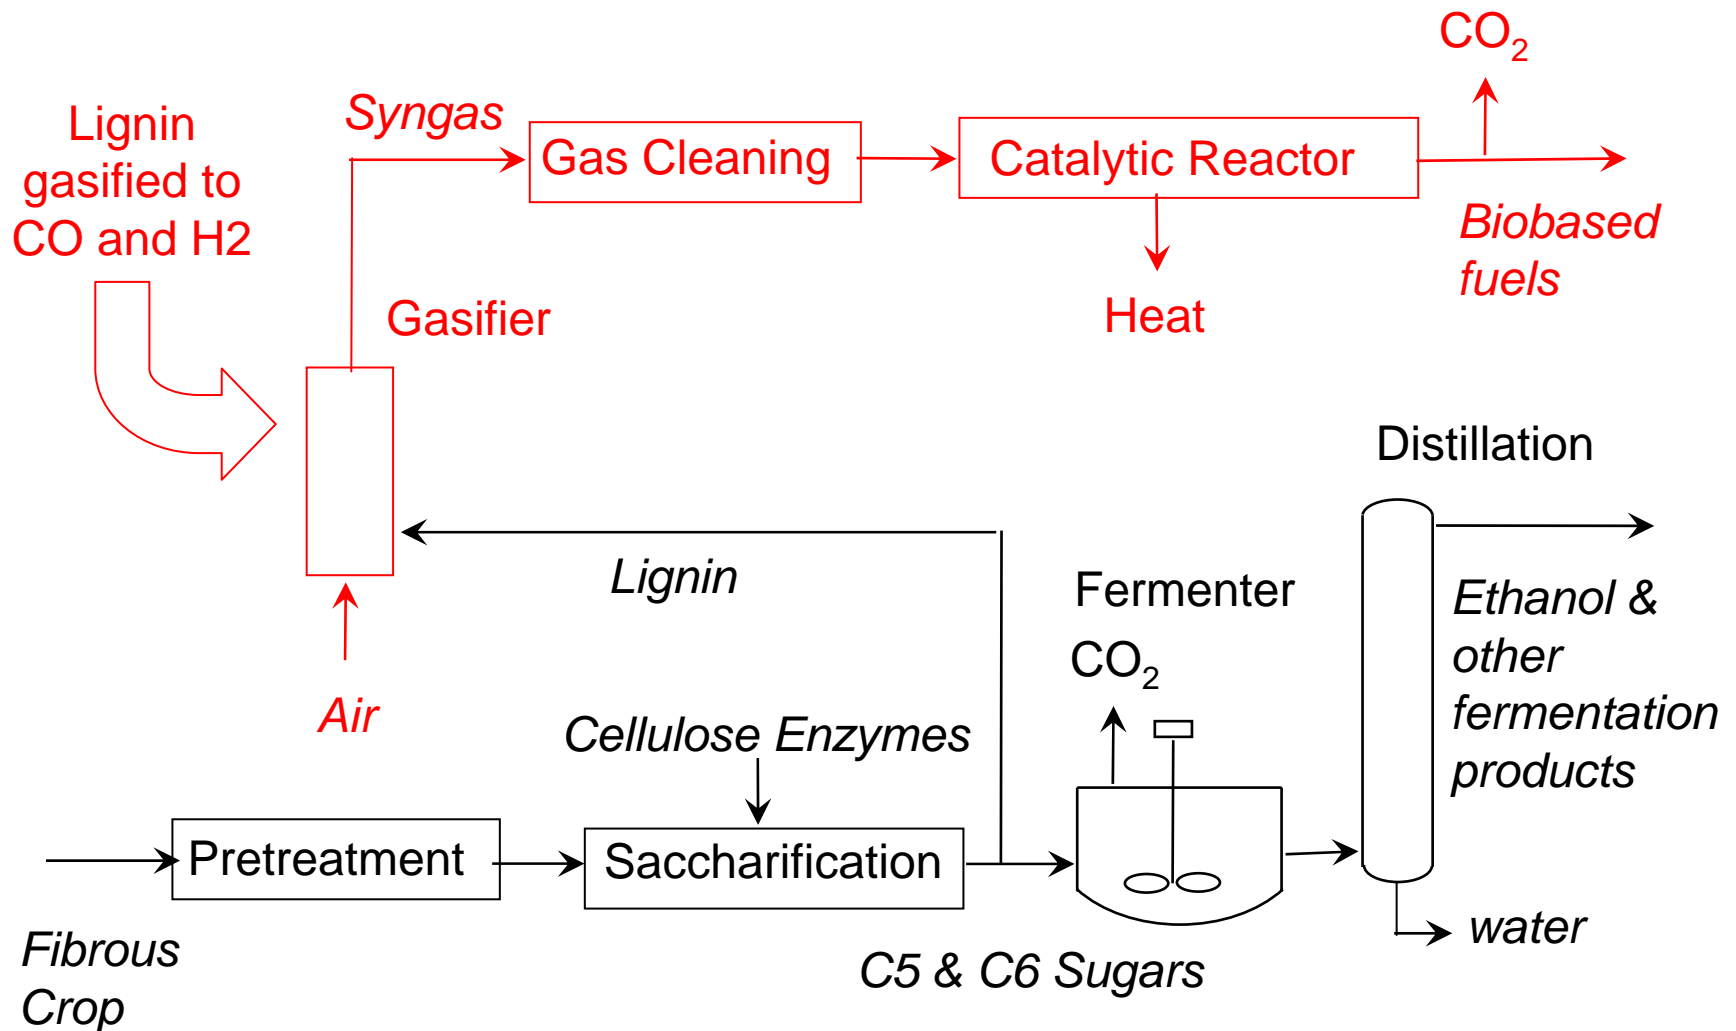 CO2
Lignin
gasified to
CO and H2
Syngas
Gas Cleaning
Catalytic Reactor
Biobased
fuels
Heat
Gasifier
Distillation
Lignin
Fermenter
CO2
Ethanol &
other
fermentation
products
Air
Cellulose Enzymes
Pretreatment
Saccharification
water
Fibrous
Crop
C5 & C6 Sugars